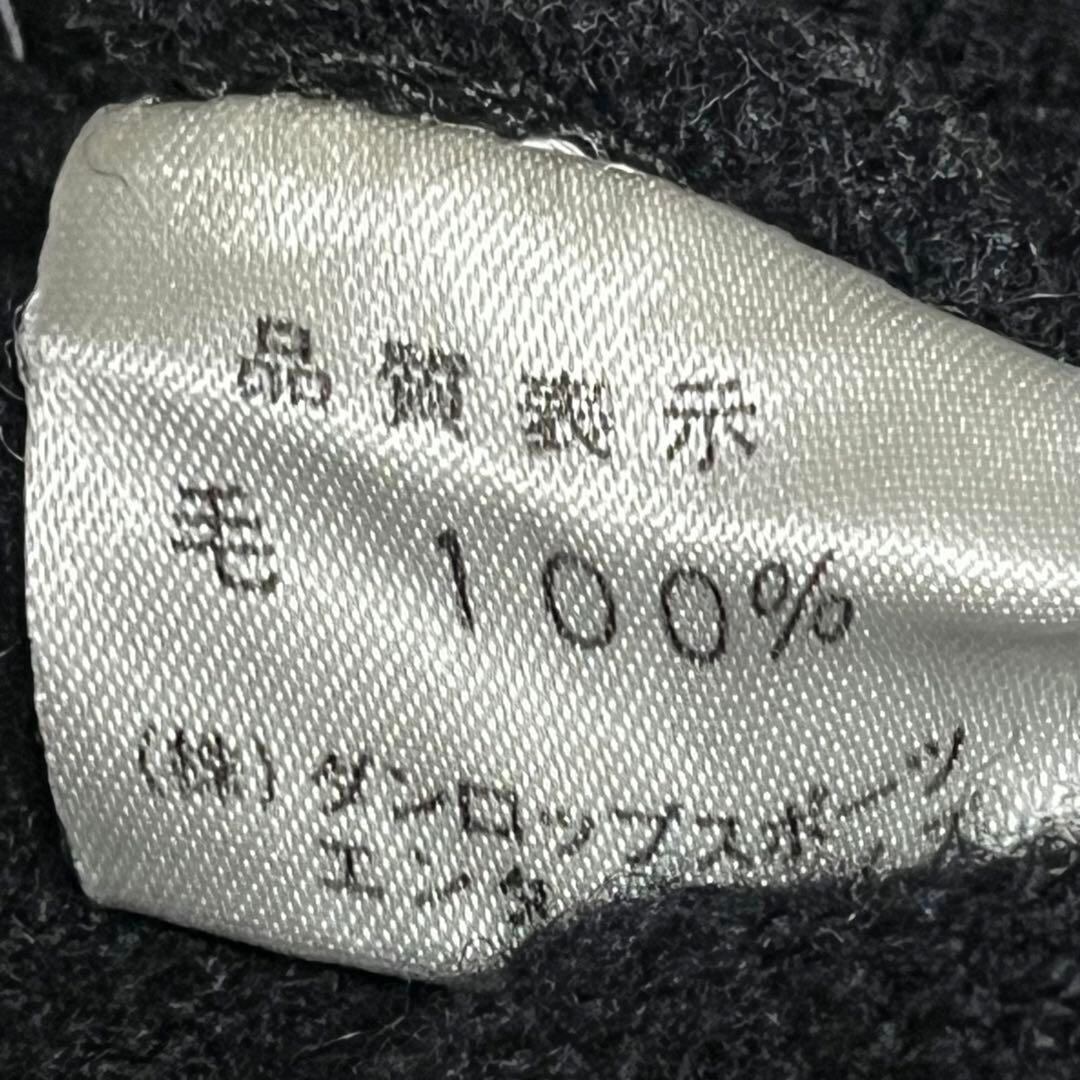 品質表示
毛 100%
(株)ダンロップスポーツ
エンタ